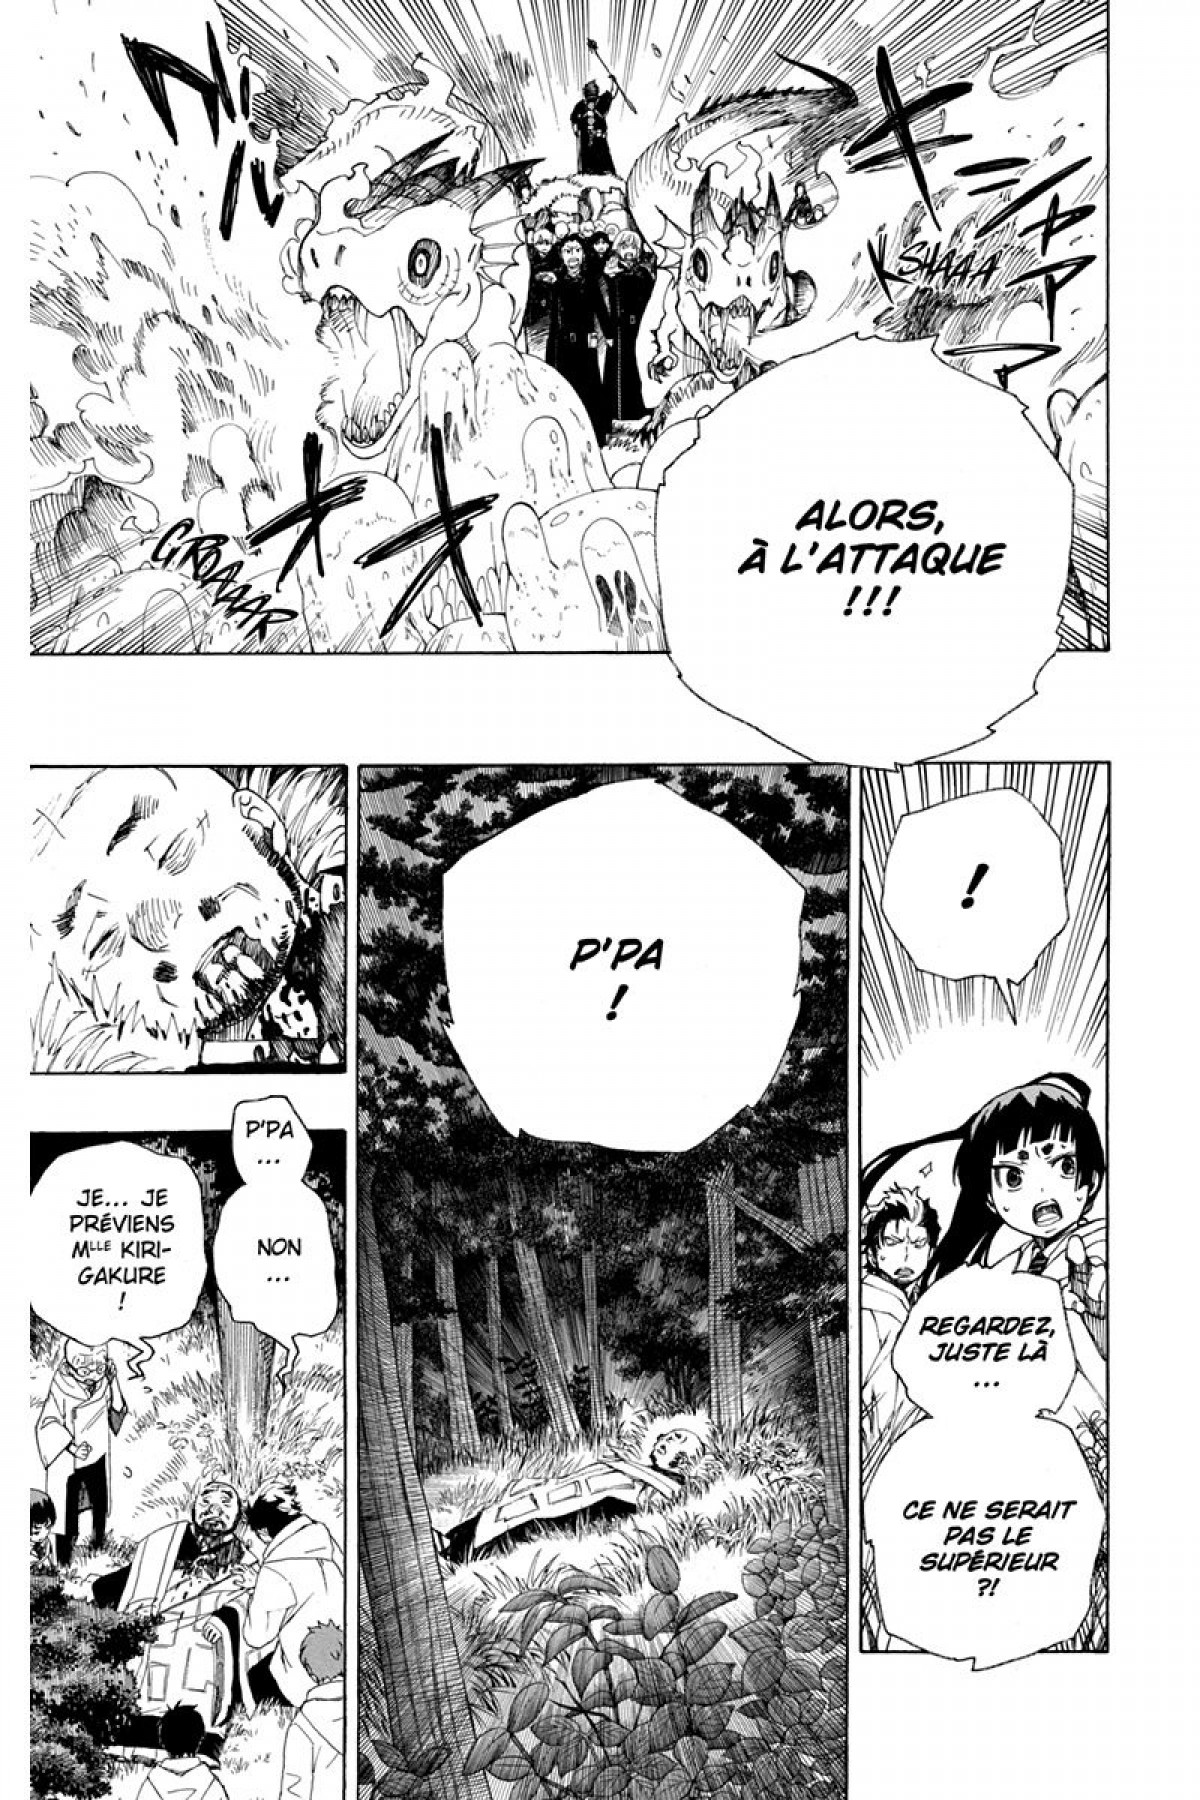 KSHAAA
GROAAAR
ALORS,
À L'ATTAQUE
!!!
!
REGARDEZ,
JUSTE LÀ
...
CE NE SERAIT
PAS LE
SUPÉRIEUR
?!
P'PA
!
P'PA
...
NON
...
JE... JE
PRÉVIENS
MLLE KIRI-
GAKURE
!